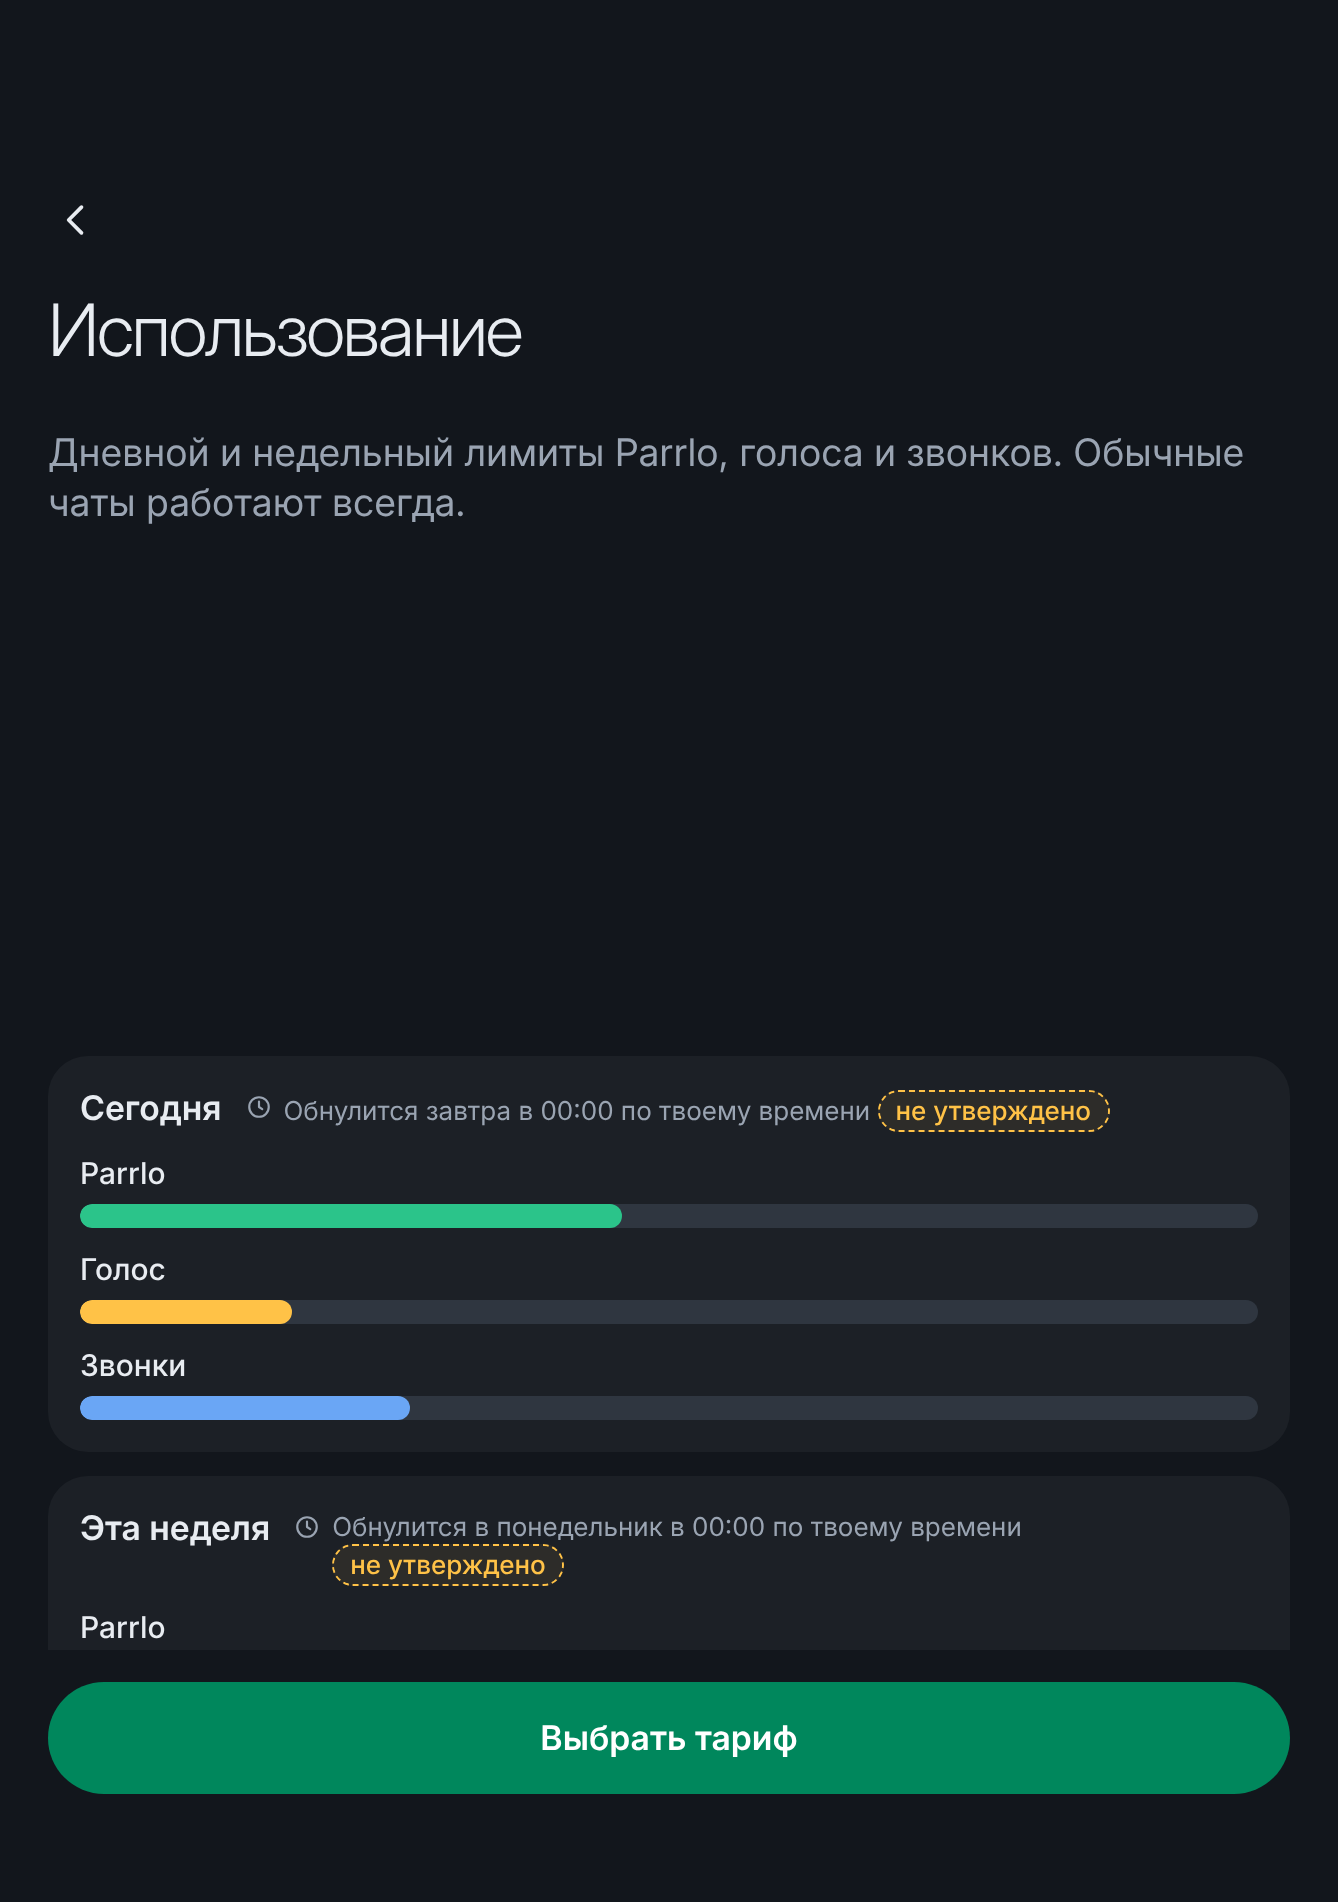 Использование
Дневной и недельный лимиты Parrlo, голоса и звонков. Обычные
чаты работают всегда.
Сегодня Обнулится завтра в 00:00 по твоему времени не утверждено
Parrlo
Голос
Звонки
Эта неделя Обнулится в понедельник в 00:00 по твоему времени
не утверждено
Parrlo
Выбрать тариф